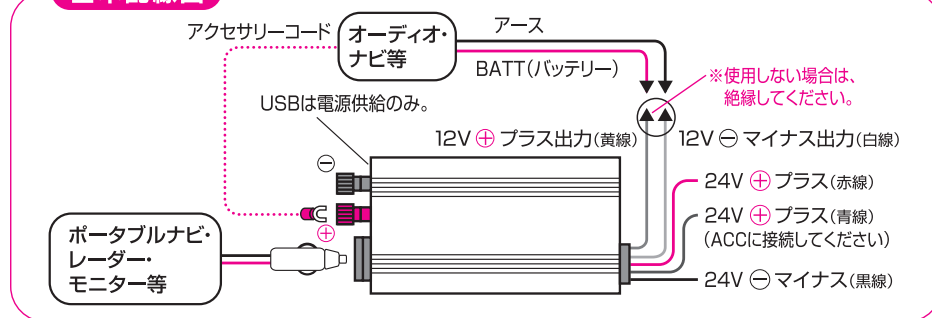 アクセサリーコード
オーディオ・
ナビ等
アース
BATT(バッテリー)
※使用しない場合は、
絶縁してください。
USBは電源供給のみ。
12V ⊕ プラス出力(黄線)
12V ⊖ マイナス出力(白線)
⊖
24V ⊕ プラス(赤線)
24V ⊕ プラス(青線)
(ACCに接続してください)
24V ⊖ マイナス(黒線)
⊕
ポータブルナビ・
レーダー・
モニター等